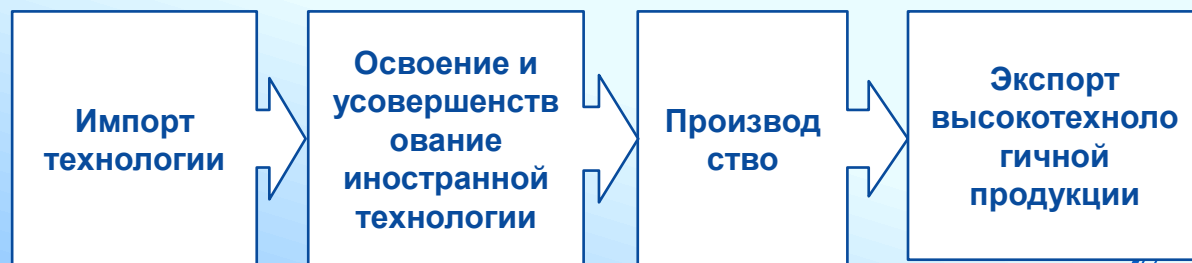 Импорт
технологии
Освоение и
усовершенств
ование
иностранной
технологии
Производ
ство
Экспорт
высокотехноло
гичной
продукции